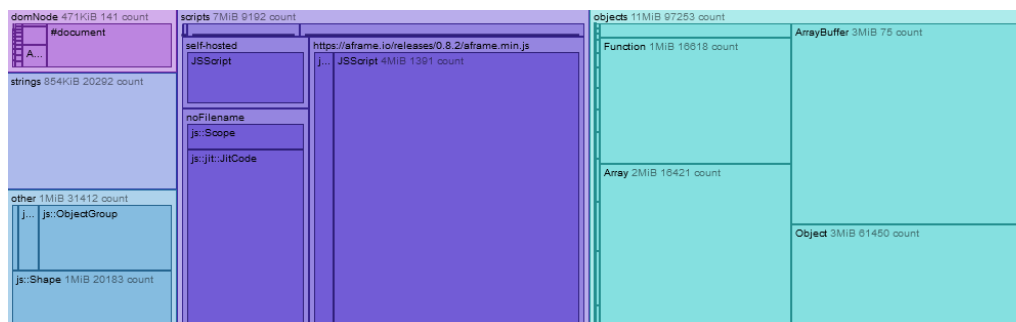 domNode 471KiB 141 count
#document
A...
strings 854KiB 20292 count
other 1MiB 31412 count
j...
js::ObjectGroup
js::Shape 1MiB 20183 count
scripts 7MiB 9192 count
self-hosted
JSScript
noFilename
js::Scope
js::jit::JitCode
https://aframe.io/releases/0.8.2/aframe.min.js
j...
JSScript 4MiB 1391 count
objects 11MiB 97253 count
Function 1MiB 16618 count
Array 2MiB 16421 count
ArrayBuffer 3MiB 75 count
Object 3MiB 61450 count